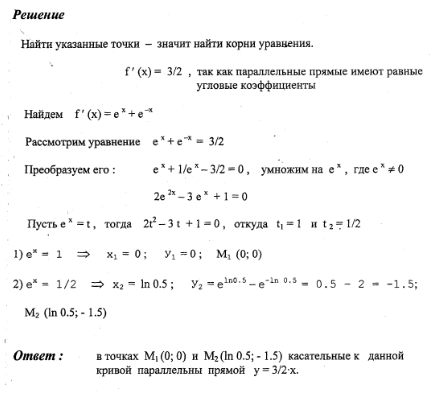 Решение
Найти указанные точки – значит найти корни уравнения.
f ′ (x) = 3/2 , так как параллельные прямые имеют равные
угловые коэффициенты
Найдем f ′ (x) = e ˣ + e ⁻ˣ
Рассмотрим уравнение e ˣ + e ⁻ˣ = 3/2
Преобразуем его : e ˣ + 1/e ˣ – 3/2 = 0 , умножим на e ˣ , где e ˣ ≠ 0
2e ²ˣ – 3 e ˣ + 1 = 0
Пусть e ˣ = t , тогда 2t² – 3 t + 1 = 0 , откуда t₁ = 1 и t ₂ = 1/2
1) eˣ = 1 ⇒ x₁ = 0 ; У₁ = 0 ; M₁ (0; 0)
2) eˣ = 1/2 ⇒ x₂ = ln 0.5 ; У₂ = e^ln0.5 – e^-ln 0.5 = 0.5 - 2 = -1.5;
M₂ (ln 0.5; - 1.5)
Ответ : в точках M₁ (0; 0) и M₂ (ln 0.5; - 1.5) касательные к данной
кривой параллельны прямой y = 3/2·x.